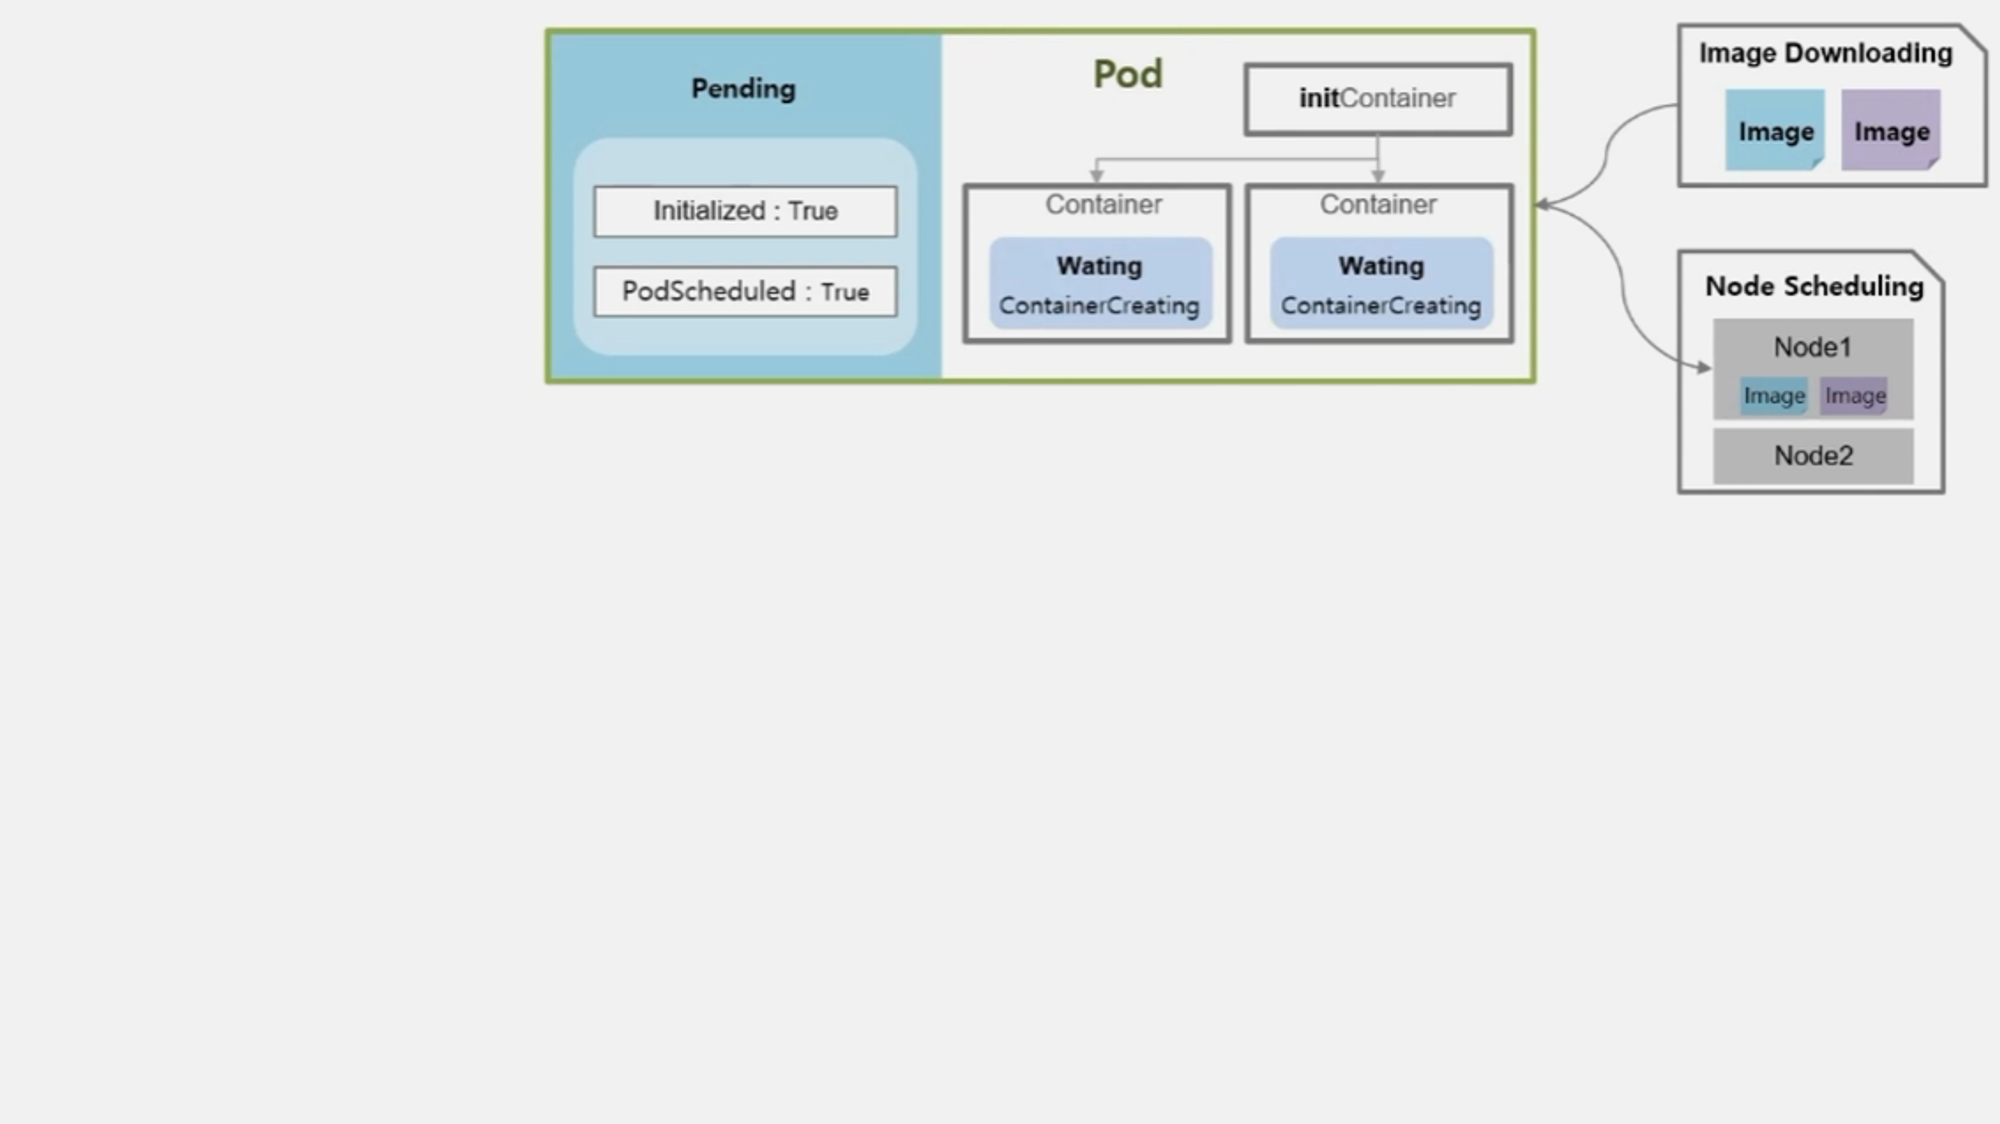 Pending
Initialized : True
PodScheduled : True
Pod
initContainer
Container
Wating
ContainerCreating
Container
Wating
ContainerCreating
Image Downloading
Image
Image
Node Scheduling
Node1
Image
Image
Node2